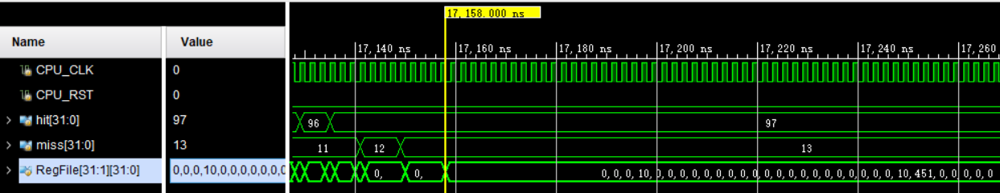 17,158.000 ns
Name Value
17,140 ns 17,160 ns 17,180 ns 17,200 ns 17,220 ns 17,240 ns 17,260
CPU_CLK 0
CPU_RST 0
hit[31:0] 97 96 97
miss[31:0] 13 11 12 13
RegFile[31:1][31:0] 0,0,0,10,0,0,0,0,0,0,0 0, 0, 0,0,0,10,0,0,0,0,0,0,0,0,0,0,0,0,0,0,0,0,0,10,451,0,0,0,0,0